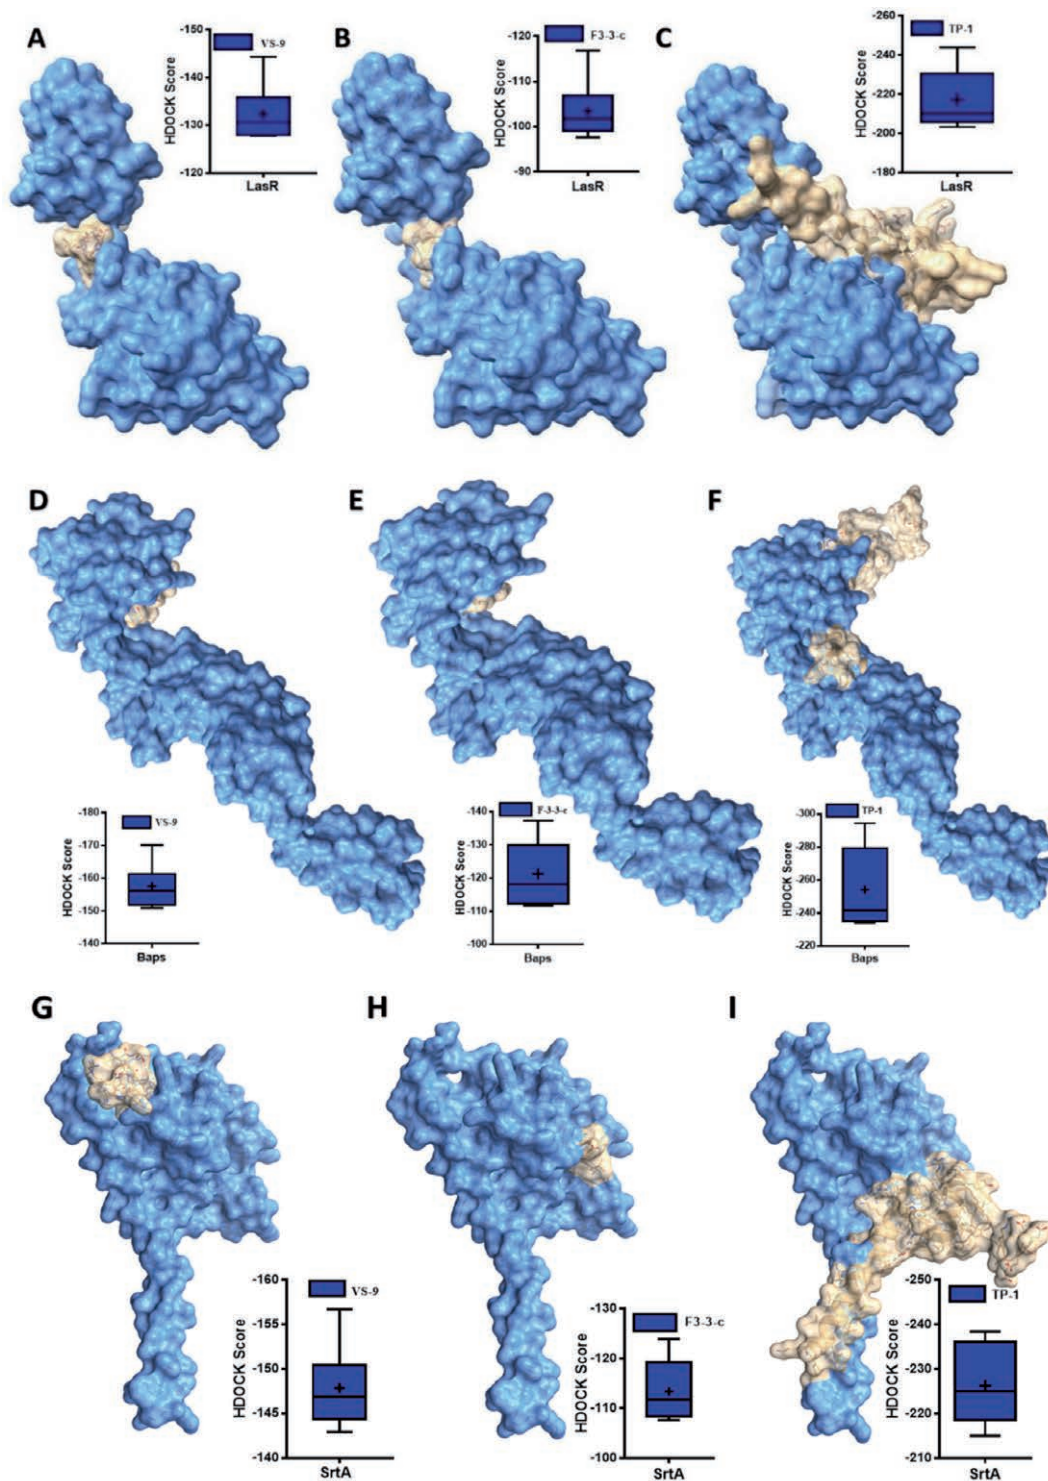 A
VS-9
HDOCK Score
-150
-140
-130
-120
LasR
B
F3-3-c
HDOCK Score
-120
-110
-100
-90
LasR
C
TP-1
HDOCK Score
-260
-240
-220
-200
-180
LasR
D
VS-9
HDOCK Score
-180
-170
-160
-150
-140
Baps
E
F-3-3-c
HDOCK Score
-140
-130
-120
-110
-100
Baps
F
TP-1
HDOCK Score
-300
-280
-260
-240
-220
Baps
G
VS-9
HDOCK Score
-160
-155
-150
-145
-140
SrtA
H
F3-3-c
HDOCK Score
-130
-120
-110
-100
SrtA
I
TP-1
HDOCK Score
-250
-240
-230
-220
-210
SrtA